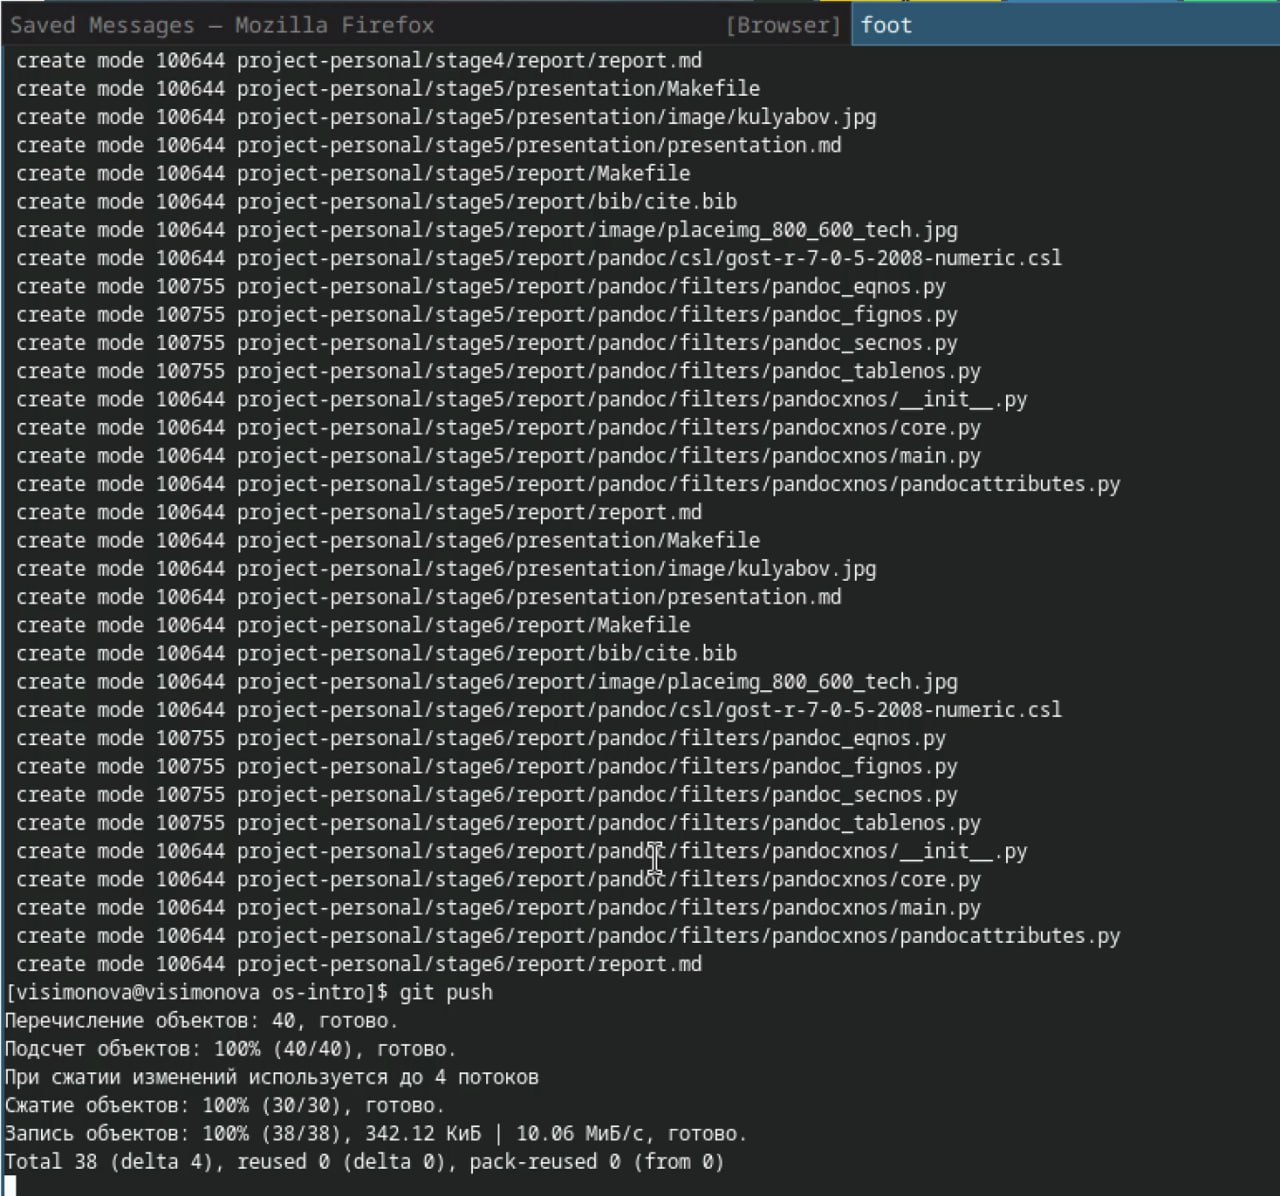 Saved Messages — Mozilla Firefox [Browser] foot
create mode 100644 project-personal/stage4/report/report.md
create mode 100644 project-personal/stage5/presentation/Makefile
create mode 100644 project-personal/stage5/presentation/image/kulyabov.jpg
create mode 100644 project-personal/stage5/presentation/presentation.md
create mode 100644 project-personal/stage5/report/Makefile
create mode 100644 project-personal/stage5/report/bib/cite.bib
create mode 100644 project-personal/stage5/report/image/placeimg_800_600_tech.jpg
create mode 100644 project-personal/stage5/report/pandoc/csl/gost-r-7-0-5-2008-numeric.csl
create mode 100755 project-personal/stage5/report/pandoc/filters/pandoc_eqnos.py
create mode 100755 project-personal/stage5/report/pandoc/filters/pandoc_fignos.py
create mode 100755 project-personal/stage5/report/pandoc/filters/pandoc_secnos.py
create mode 100755 project-personal/stage5/report/pandoc/filters/pandoc_tablenos.py
create mode 100644 project-personal/stage5/report/pandoc/filters/pandocxnos/__init__.py
create mode 100644 project-personal/stage5/report/pandoc/filters/pandocxnos/core.py
create mode 100644 project-personal/stage5/report/pandoc/filters/pandocxnos/main.py
create mode 100644 project-personal/stage5/report/pandoc/filters/pandocxnos/pandocattributes.py
create mode 100644 project-personal/stage5/report/report.md
create mode 100644 project-personal/stage6/presentation/Makefile
create mode 100644 project-personal/stage6/presentation/image/kulyabov.jpg
create mode 100644 project-personal/stage6/presentation/presentation.md
create mode 100644 project-personal/stage6/report/Makefile
create mode 100644 project-personal/stage6/report/bib/cite.bib
create mode 100644 project-personal/stage6/report/image/placeimg_800_600_tech.jpg
create mode 100644 project-personal/stage6/report/pandoc/csl/gost-r-7-0-5-2008-numeric.csl
create mode 100755 project-personal/stage6/report/pandoc/filters/pandoc_eqnos.py
create mode 100755 project-personal/stage6/report/pandoc/filters/pandoc_fignos.py
create mode 100755 project-personal/stage6/report/pandoc/filters/pandoc_secnos.py
create mode 100755 project-personal/stage6/report/pandoc/filters/pandoc_tablenos.py
create mode 100644 project-personal/stage6/report/pandoc/filters/pandocxnos/__init__.py
create mode 100644 project-personal/stage6/report/pandoc/filters/pandocxnos/core.py
create mode 100644 project-personal/stage6/report/pandoc/filters/pandocxnos/main.py
create mode 100644 project-personal/stage6/report/pandoc/filters/pandocxnos/pandocattributes.py
create mode 100644 project-personal/stage6/report/report.md
[visimonova@visimonova os-intro]$ git push
Перечисление объектов: 40, готово.
Подсчет объектов: 100% (40/40), готово.
При сжатии изменений используется до 4 потоков
Сжатие объектов: 100% (30/30), готово.
Запись объектов: 100% (38/38), 342.12 КиБ | 10.06 МиБ/с, готово.
Total 38 (delta 4), reused 0 (delta 0), pack-reused 0 (from 0)